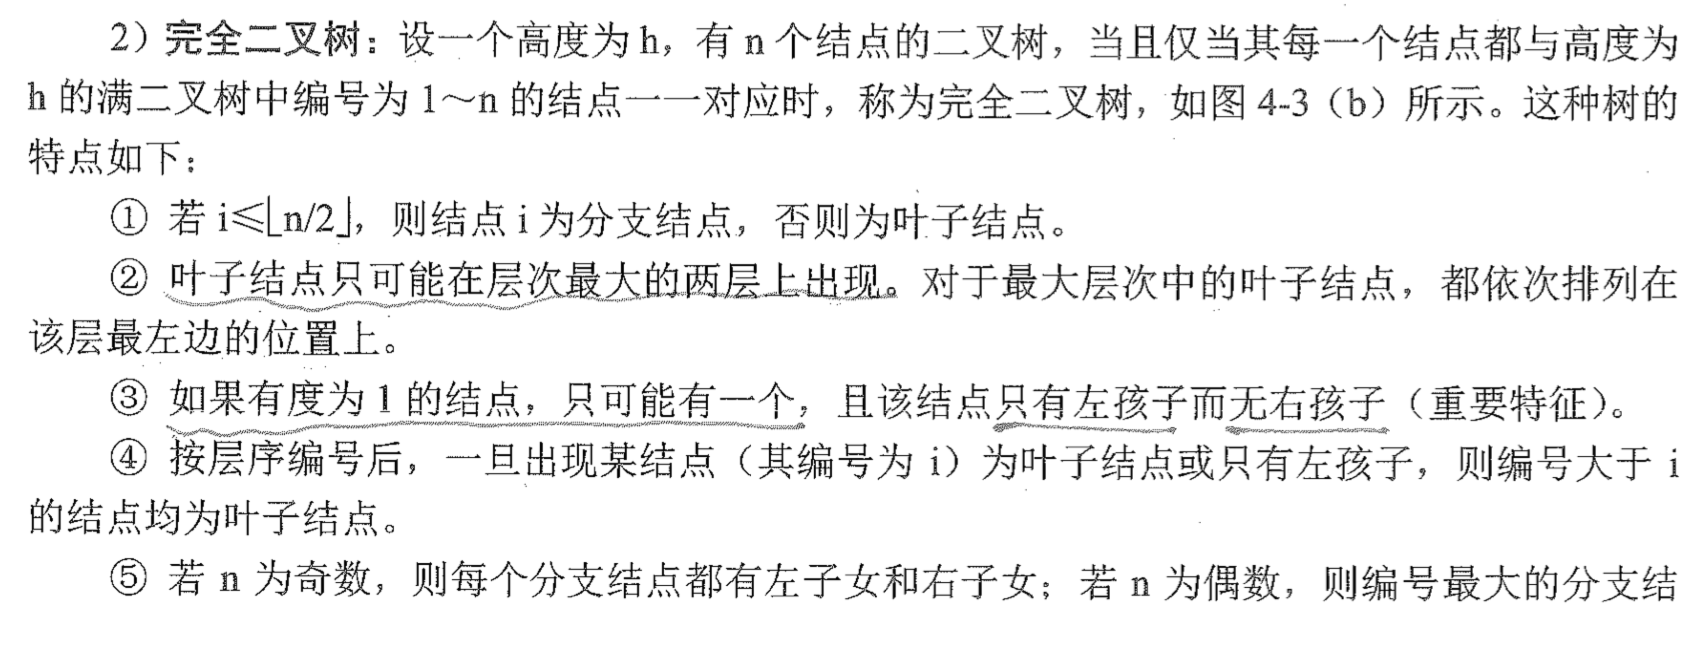 2）完全二叉树：设一个高度为 h，有 n 个结点的二叉树，当且仅当其每一个结点都与高度为
h 的满二叉树中编号为 1～n 的结点一一对应时，称为完全二叉树，如图 4-3（b）所示。这种树的
特点如下：
① 若 i≤⌊n/2⌋，则结点 i 为分支结点，否则为叶子结点。
② 叶子结点只可能在层次最大的两层上出现。对于最大层次中的叶子结点，都依次排列在
该层最左边的位置上。
③ 如果有度为 1 的结点，只可能有一个，且该结点只有左孩子而无右孩子（重要特征）。
④ 按层序编号后，一旦出现某结点（其编号为 i）为叶子结点或只有左孩子，则编号大于 i
的结点均为叶子结点。
⑤ 若 n 为奇数，则每个分支结点都有左子女和右子女；若 n 为偶数，则编号最大的分支结